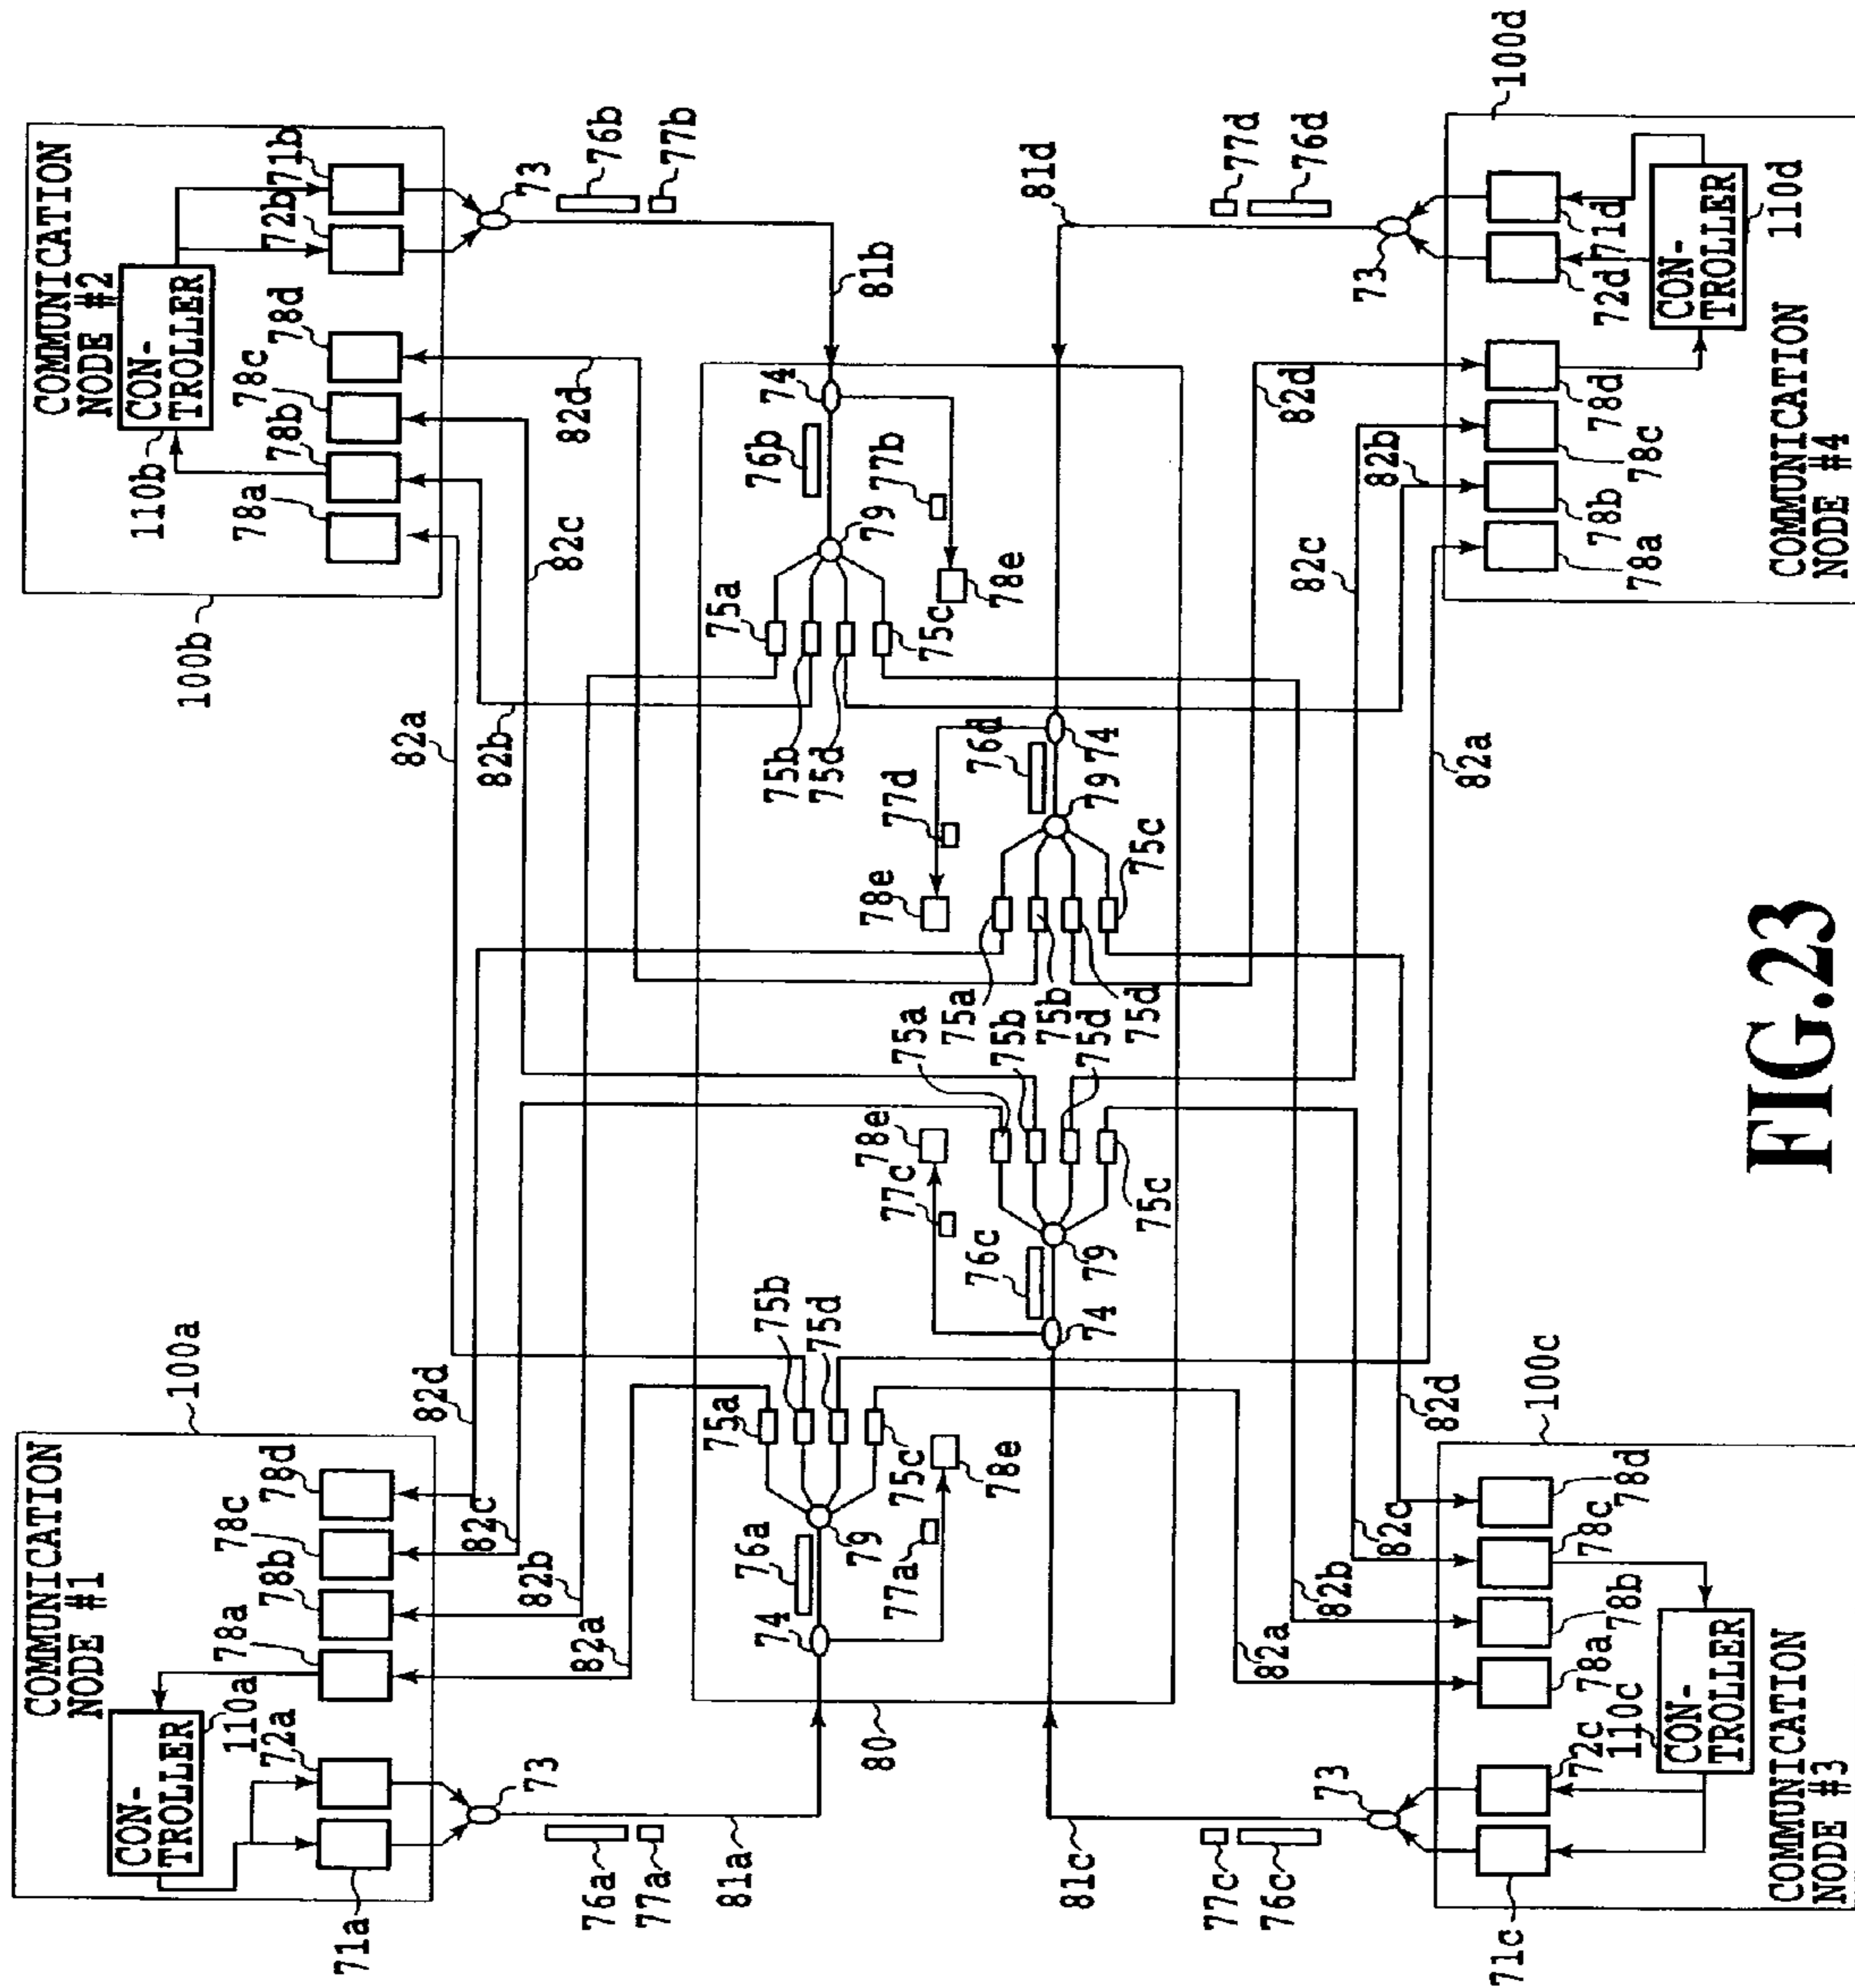 COMMUNICATION
NODE #1
CON-
TROLLER
110a
72a
71a
78a
78b
78c
78d
100a
73
76a
77a
81a
82a
82b
82c
82d
COMMUNICATION
NODE #2
CON-
TROLLER
110b
78a
78b
78c
78d
72b
71b
100b
73
76b
77b
81b
82a
82b
82c
82d
80
74
76a
79
77a
75a
75b
75d
75c
78e
74
76b
77b
79
78e
75a
75b
75d
75c
74
76c
77c
79
78e
75a
75b
75d
75c
74
76d
77d
79
78e
75a
75b
75d
75c
81c
77c
76c
73
82a
82b
82c
82d
100c
71c
72c
110c
CON-
TROLLER
78a
78b
78c
78d
COMMUNICATION
NODE #3
81d
77d
76d
73
82a
82b
82c
82d
100d
78a
78b
78c
78d
72d
71d
CON-
TROLLER
110d
COMMUNICATION
NODE #4
FIG.23